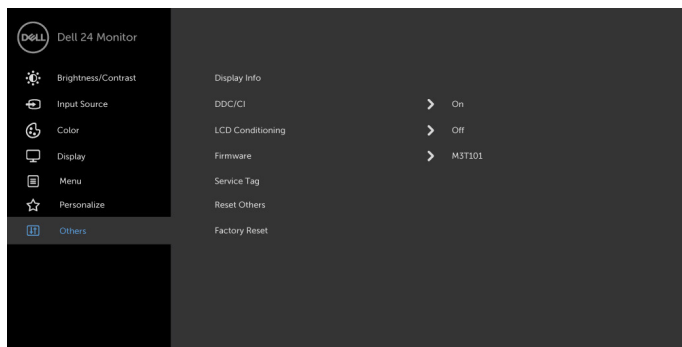 DELL Dell 24 Monitor
Brightness/Contrast Display Info
Input Source DDC/CI On
Color LCD Conditioning Off
Display Firmware M3T101
Menu Service Tag
Personalize Reset Others
Others Factory Reset